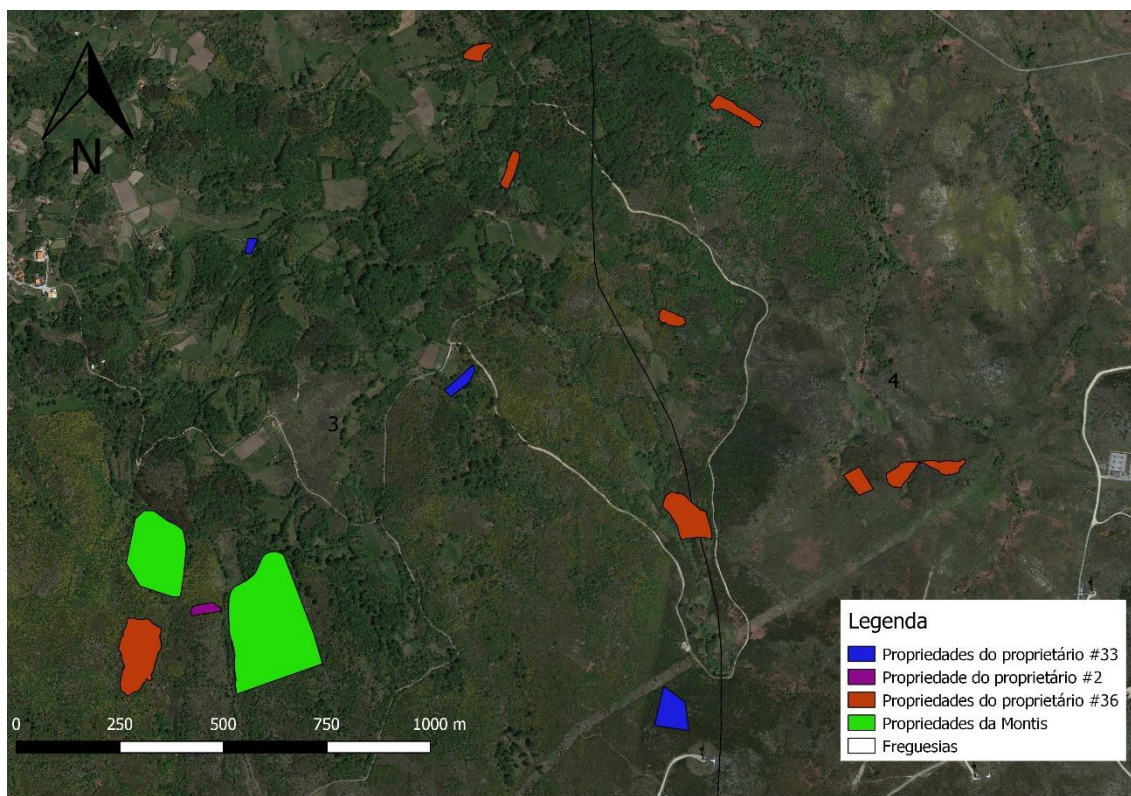 N
4
3
Legenda
Propriedades do proprietário #33
Propriedade do proprietário #2
Propriedades do proprietário #36
Propriedades da Montis
Freguesias
0 250 500 750 1000 m